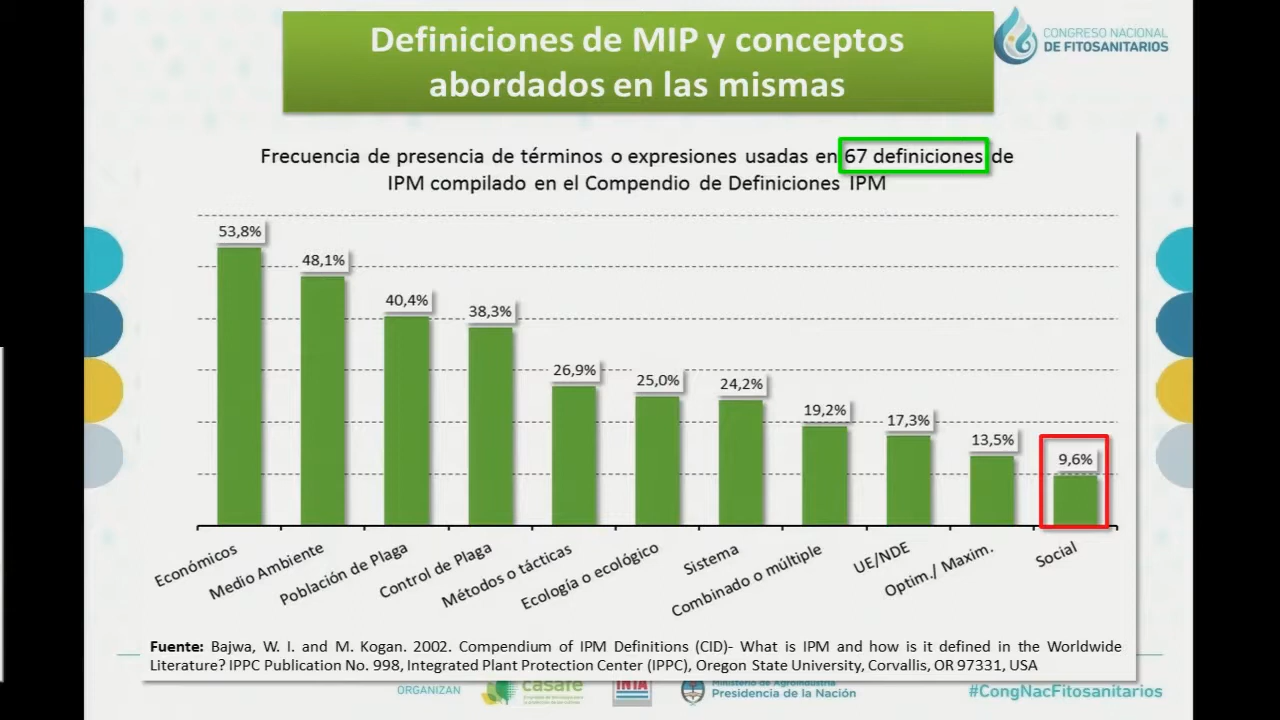 Definiciones de MIP y conceptos
abordados en las mismas
CONGRESO NACIONAL
DE FITOSANITARIOS
Frecuencia de presencia de términos o expresiones usadas en 67 definiciones de
IPM compilado en el Compendio de Definiciones IPM
53,8%
48,1%
40,4%
38,3%
26,9%
25,0%
24,2%
19,2%
17,3%
13,5%
9,6%
Económicos
Medio Ambiente
Población de Plaga
Control de Plaga
Métodos o tácticas
Ecología o ecológico
Sistema
Combinado o múltiple
UE/NDE
Optim./ Maxim.
Social
Fuente: Bajwa, W. I. and M. Kogan. 2002. Compendium of IPM Definitions (CID)- What is IPM and how is it defined in the Worldwide
Literature? IPPC Publication No. 998, Integrated Plant Protection Center (IPPC), Oregon State University, Corvallis, OR 97331, USA
ORGANIZAN
casafe
INTA
Ministerio de Agroindustria
Presidencia de la Nación
#CongNacFitosanitarios